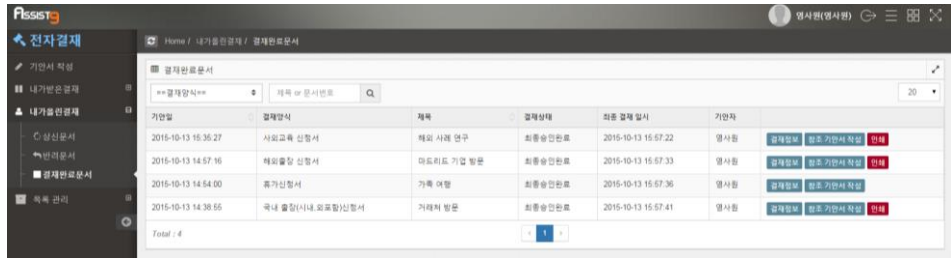 Assist9
영사원(영사원)
전자결재
Home / 내가올린결재 / 결재완료문서
기안서 작성
내가받은결재
내가올린결재
상신문서
반려문서
결재완료문서
목록 관리
결재완료문서
==결재양식== 제목 or 문서번호 20
기안일 결재양식 제목 결재상태 최종 결재 일시 기안자
2015-10-13 15:35:27 사외교육 신청서 해외 사례 연구 최종승인완료 2015-10-13 15:57:22 영사원 결재정보 참조 기안서 작성 인쇄
2015-10-13 14:57:16 해외출장 신청서 마드리드 기업 방문 최종승인완료 2015-10-13 15:57:33 영사원 결재정보 참조 기안서 작성 인쇄
2015-10-13 14:54:00 휴가신청서 가족 여행 최종승인완료 2015-10-13 15:57:36 영사원 결재정보 참조 기안서 작성
2015-10-13 14:38:55 국내 출장(시내,외포함)신청서 거래처 방문 최종승인완료 2015-10-13 15:57:41 영사원 결재정보 참조 기안서 작성 인쇄
Total : 4 1